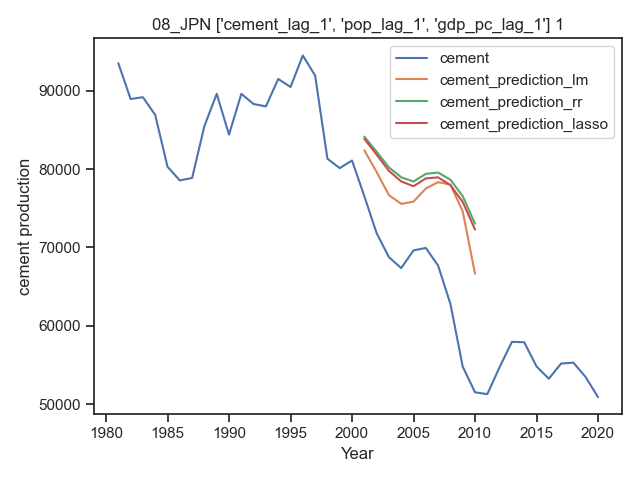 08_JPN ['cement_lag_1', 'pop_lag_1', 'gdp_pc_lag_1'] 1
cement
cement_prediction_lm
cement_prediction_rr
cement_prediction_lasso
cement production
90000
80000
70000
60000
50000
1980 1985 1990 1995 2000 2005 2010 2015 2020
Year